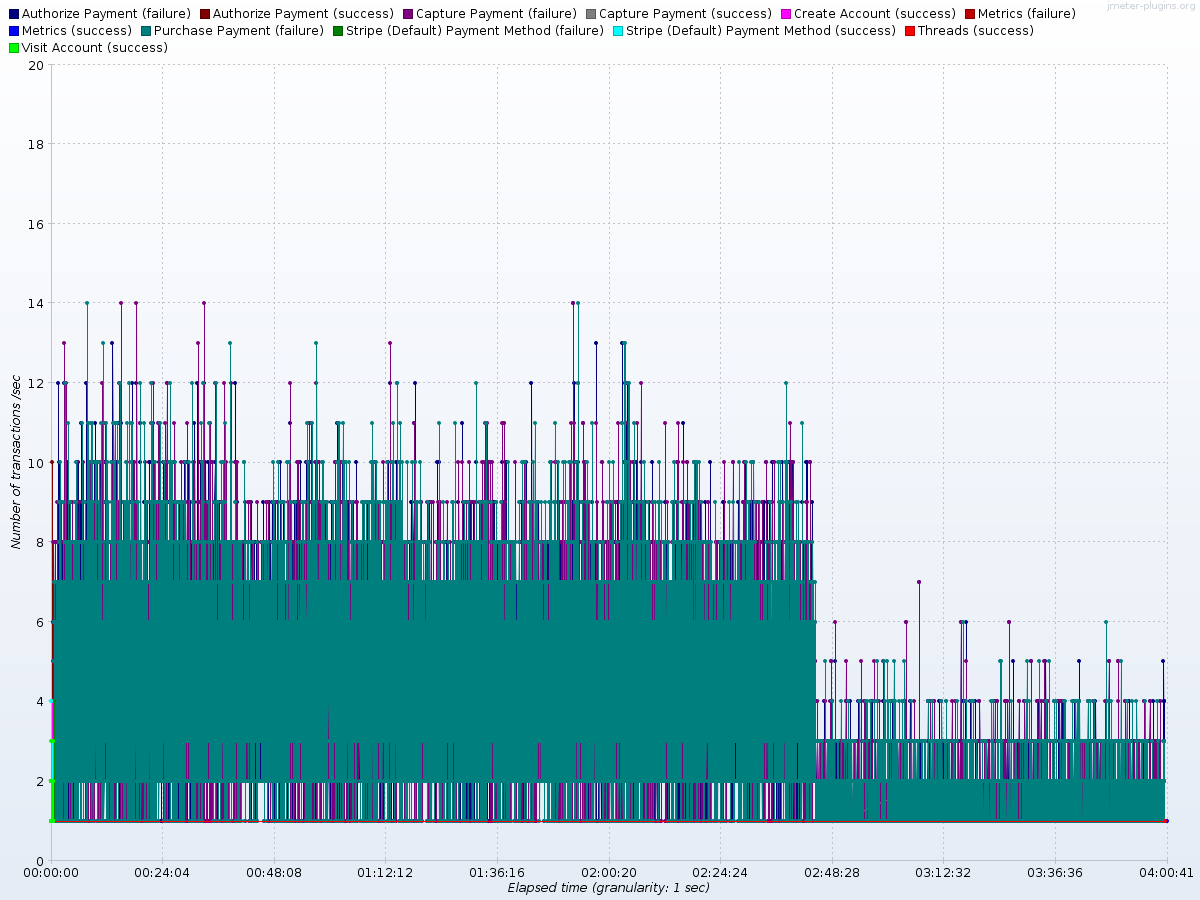 jmeter-plugins.org
Authorize Payment (failure) Authorize Payment (success) Capture Payment (failure) Capture Payment (success) Create Account (success) Metrics (failure)
Metrics (success) Purchase Payment (failure) Stripe (Default) Payment Method (failure) Stripe (Default) Payment Method (success) Threads (success)
Visit Account (success)
20
18
16
14
12
10
8
6
4
2
0
Number of transactions /sec
00:00:00 00:24:04 00:48:08 01:12:12 01:36:16 02:00:20 02:24:24 02:48:28 03:12:32 03:36:36 04:00:41
Elapsed time (granularity: 1 sec)